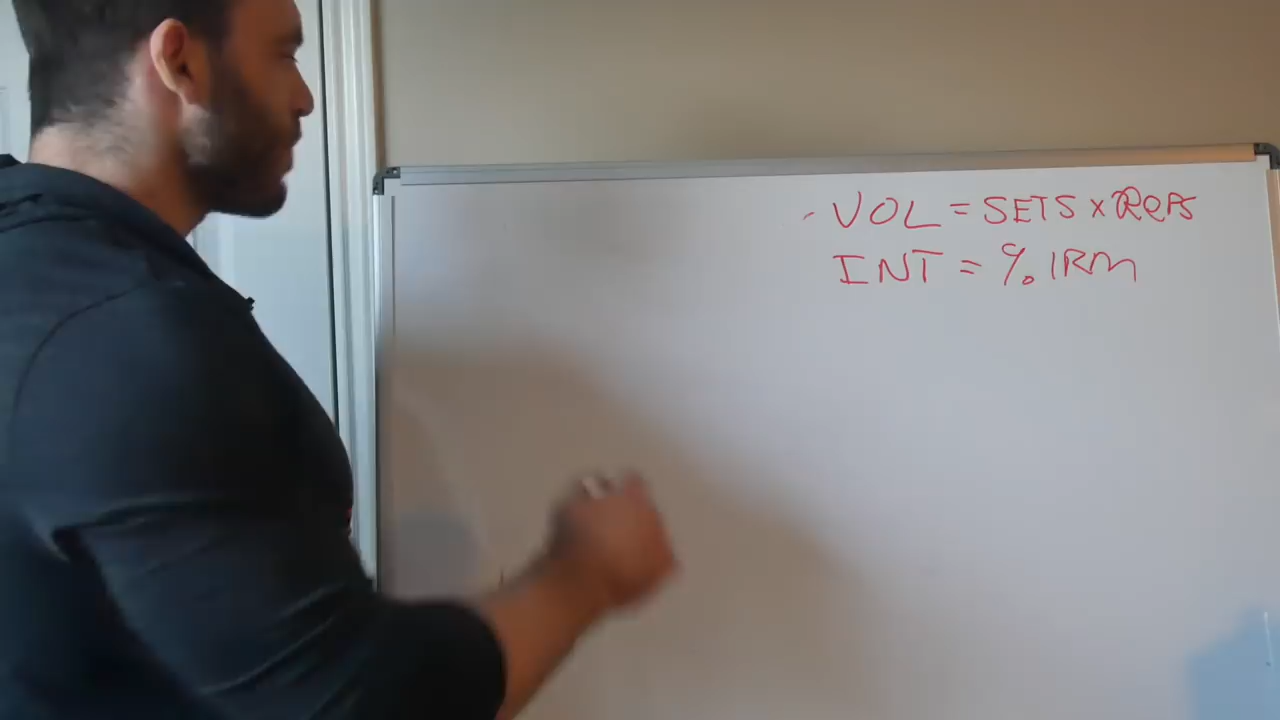 VOL = SETS x REPS
INT = % 1RM